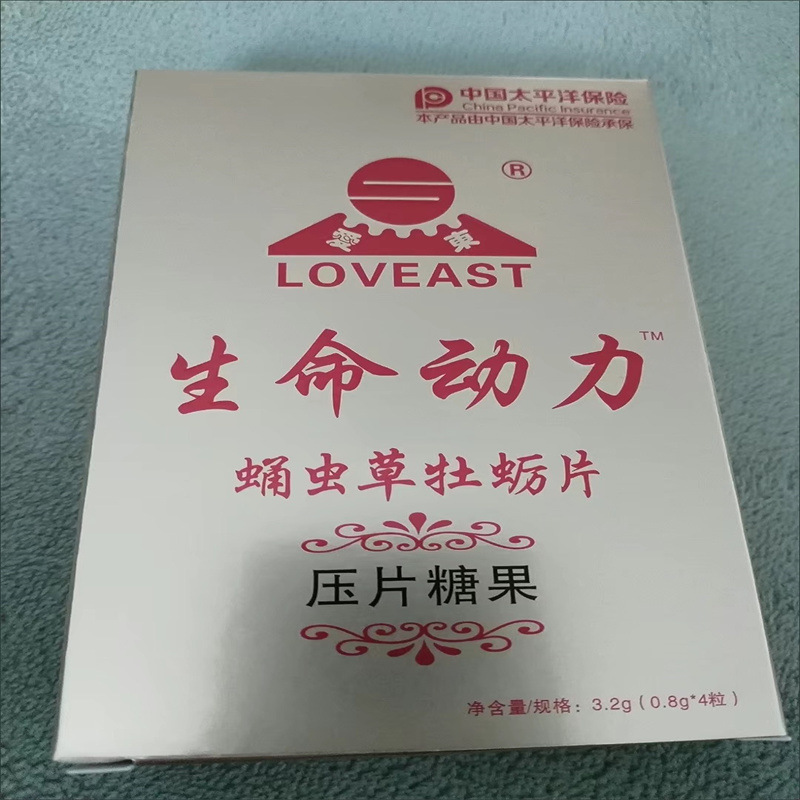 中国太平洋保险
China Pacific Insurance
本产品由中国太平洋保险承保
®
愛東
LOVEAST
生命动力™
蛹虫草牡蛎片
压片糖果
净含量/规格：3.2g（0.8g*4粒）